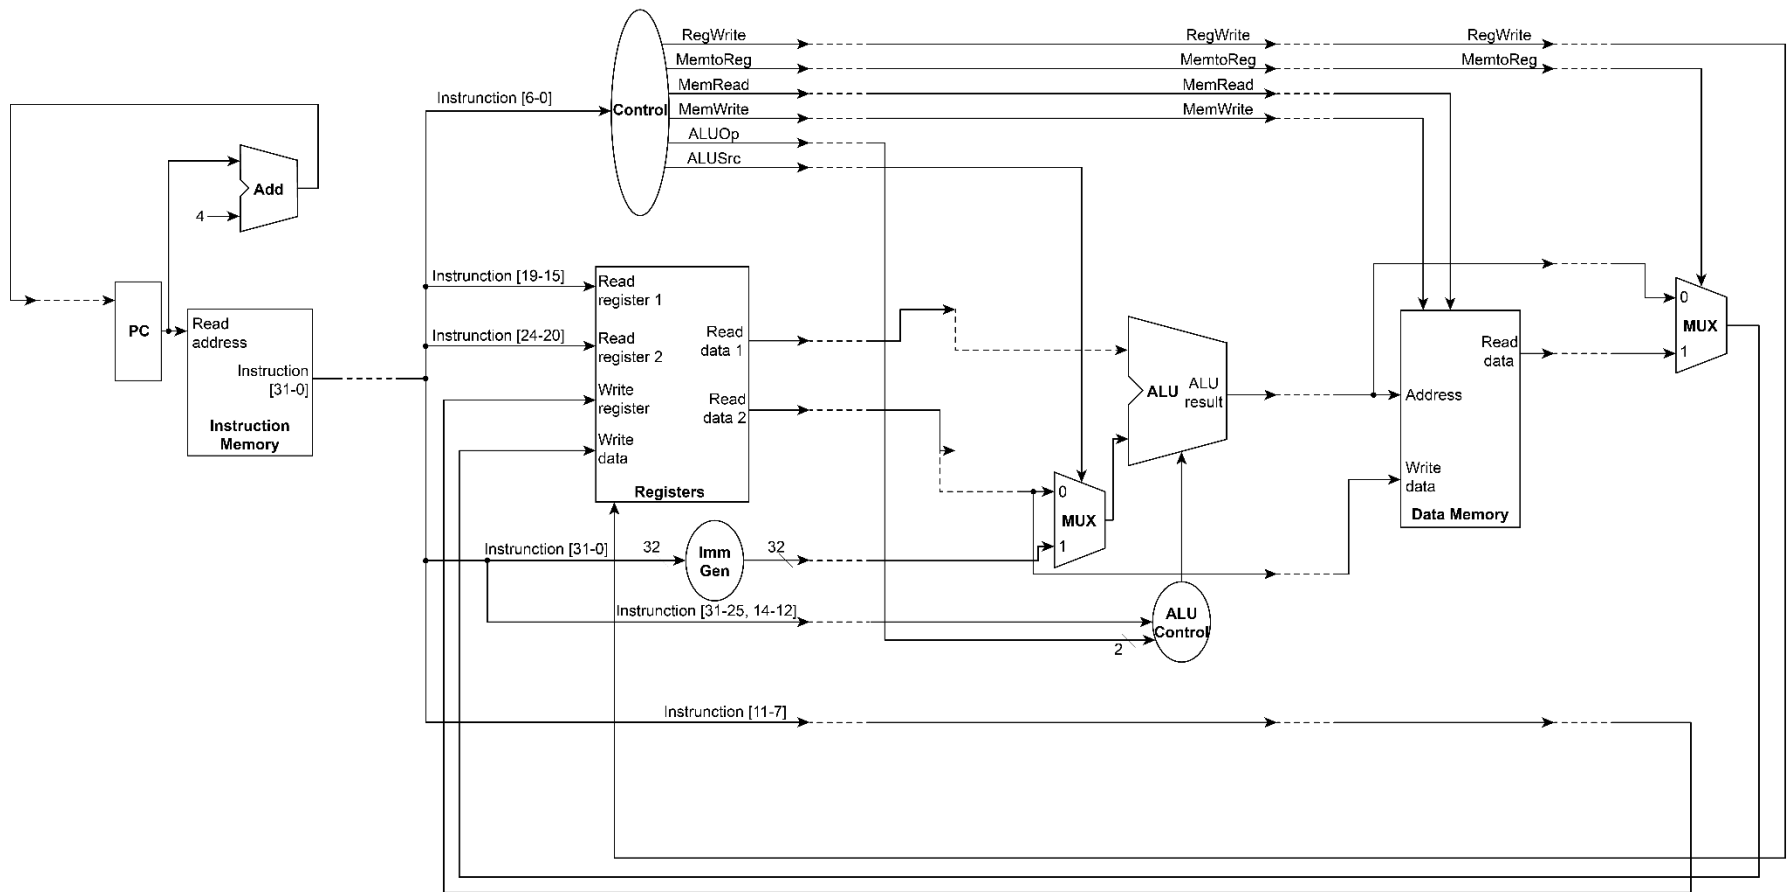 RegWrite
RegWrite
RegWrite
MemtoReg
MemtoReg
MemtoReg
MemRead
MemRead
Instrunction [6-0]
Control
MemWrite
MemWrite
ALUOp
ALUSrc
Add
4
Instrunction [19-15]
Read
register 1
PC
Read
address
Instrunction [24-20]
Read
register 2
Read
data 1
Instruction
[31-0]
Write
register
Read
data 2
Instruction
Memory
Write
data
Registers
ALU
ALU
result
0
MUX
1
Read
data
Address
Write
data
Data Memory
0
MUX
1
Instrunction [31-0]
32
Imm
Gen
32
Instrunction [31-25, 14-12]
ALU
Control
2
Instrunction [11-7]